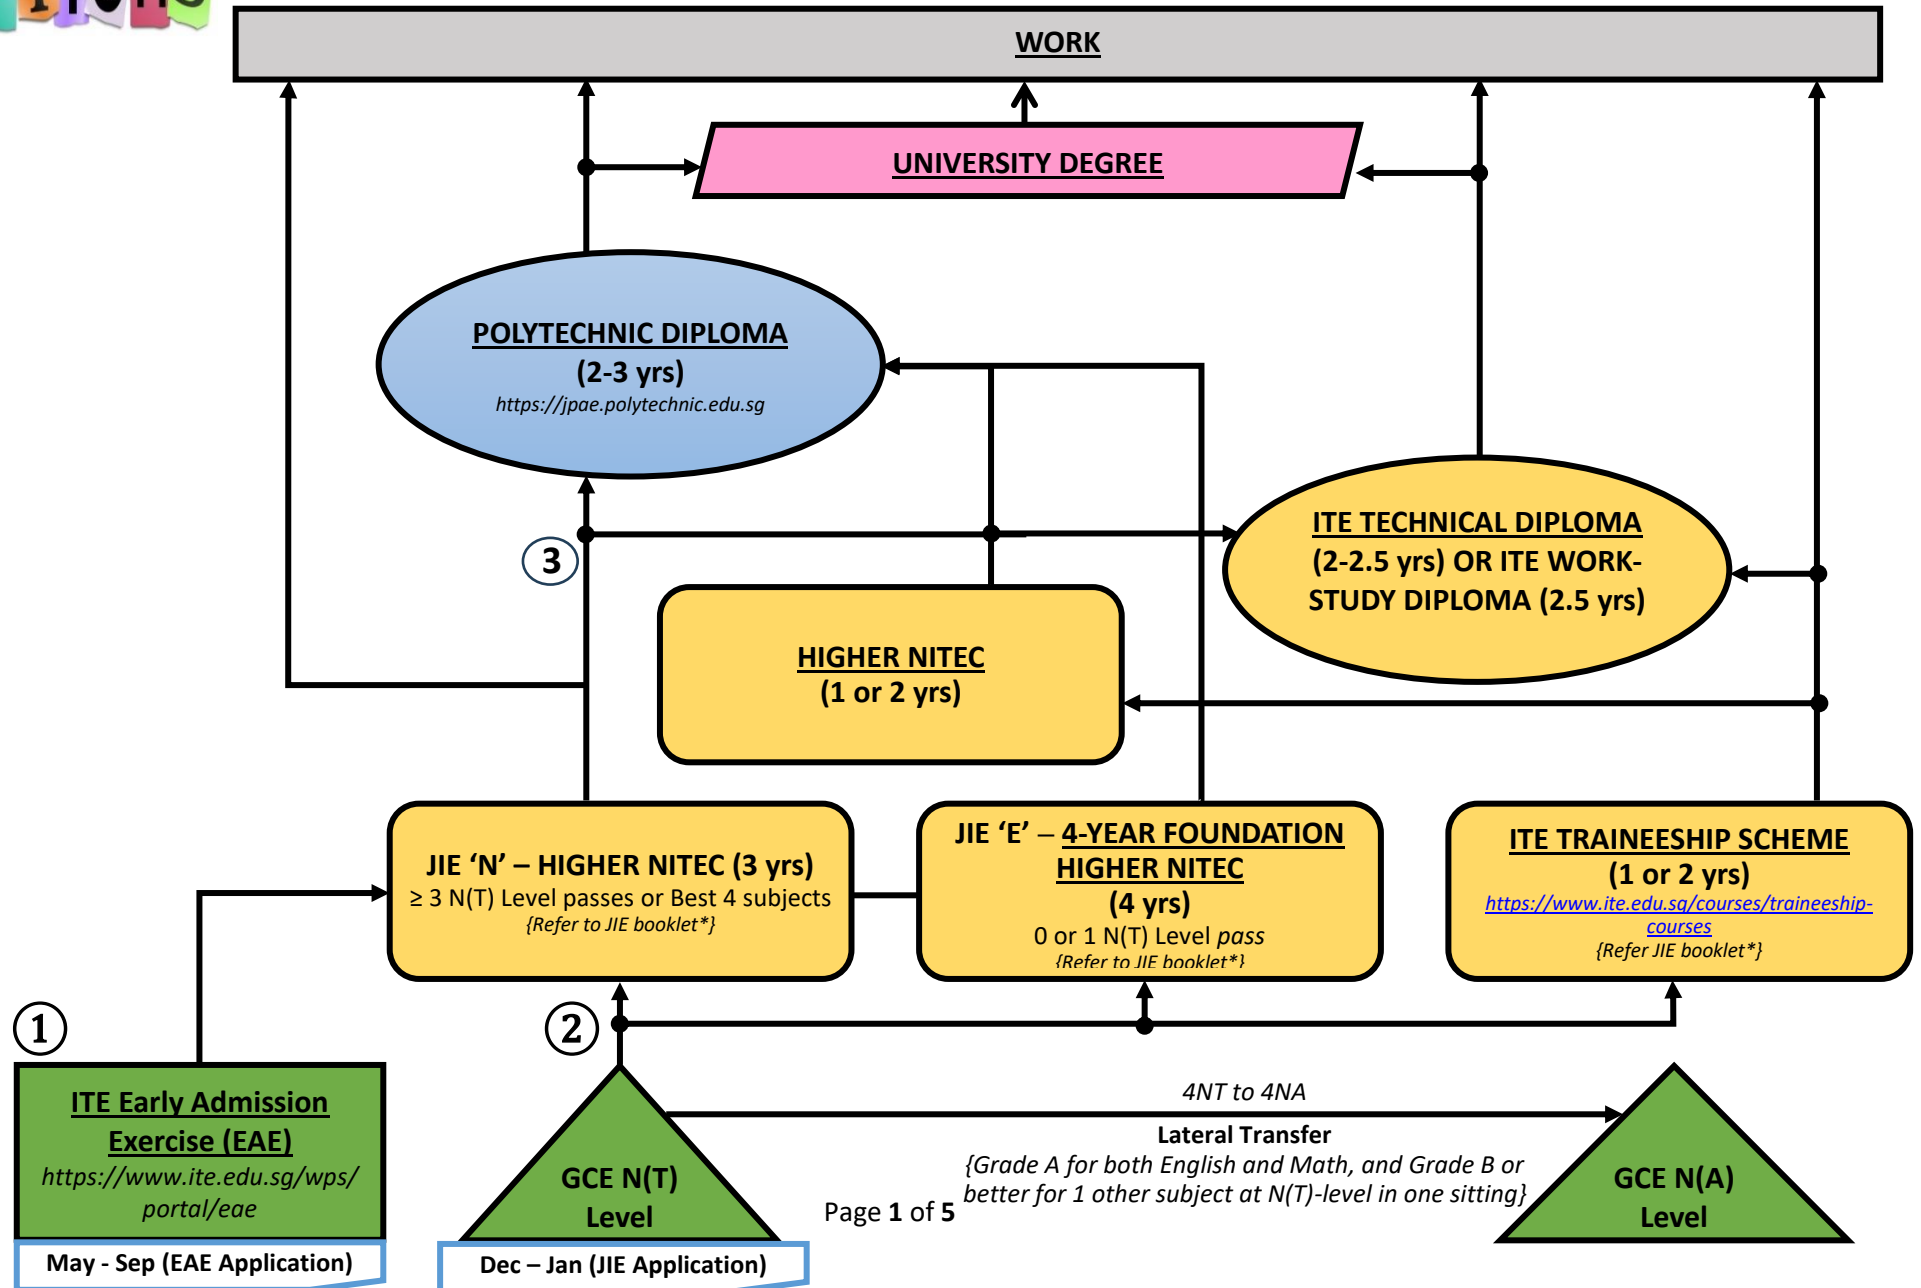 WORK
UNIVERSITY DEGREE
POLYTECHNIC DIPLOMA
(2-3 yrs)
https://jpae.polytechnic.edu.sg
3
ITE TECHNICAL DIPLOMA
(2-2.5 yrs) OR ITE WORK-
STUDY DIPLOMA (2.5 yrs)
HIGHER NITEC
(1 or 2 yrs)
JIE ‘N’ – HIGHER NITEC (3 yrs)
≥ 3 N(T) Level passes or Best 4 subjects
{Refer to JIE booklet*}
JIE ‘E’ – 4-YEAR FOUNDATION
HIGHER NITEC
(4 yrs)
0 or 1 N(T) Level pass
{Refer to JIE booklet*}
ITE TRAINEESHIP SCHEME
(1 or 2 yrs)
https://www.ite.edu.sg/courses/traineeship-
courses
{Refer JIE booklet*}
1
2
ITE Early Admission
Exercise (EAE)
https://www.ite.edu.sg/wps/
portal/eae
May - Sep (EAE Application)
GCE N(T)
Level
Dec – Jan (JIE Application)
4NT to 4NA
Lateral Transfer
{Grade A for both English and Math, and Grade B or
better for 1 other subject at N(T)-level in one sitting}
GCE N(A)
Level
Page 1 of 5